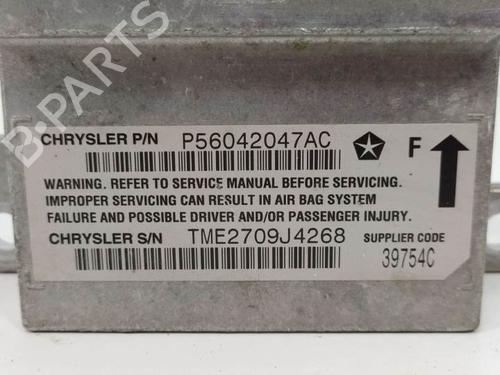 CHRYSLER P/N P56042047AC F
WARNING. REFER TO SERVICE MANUAL BEFORE SERVICING.
IMPROPER SERVICING CAN RESULT IN AIR BAG SYSTEM
FAILURE AND POSSIBLE DRIVER AND/OR PASSENGER INJURY.
CHRYSLER S/N TME2709J4268 SUPPLIER CODE
39754C
B-Parts